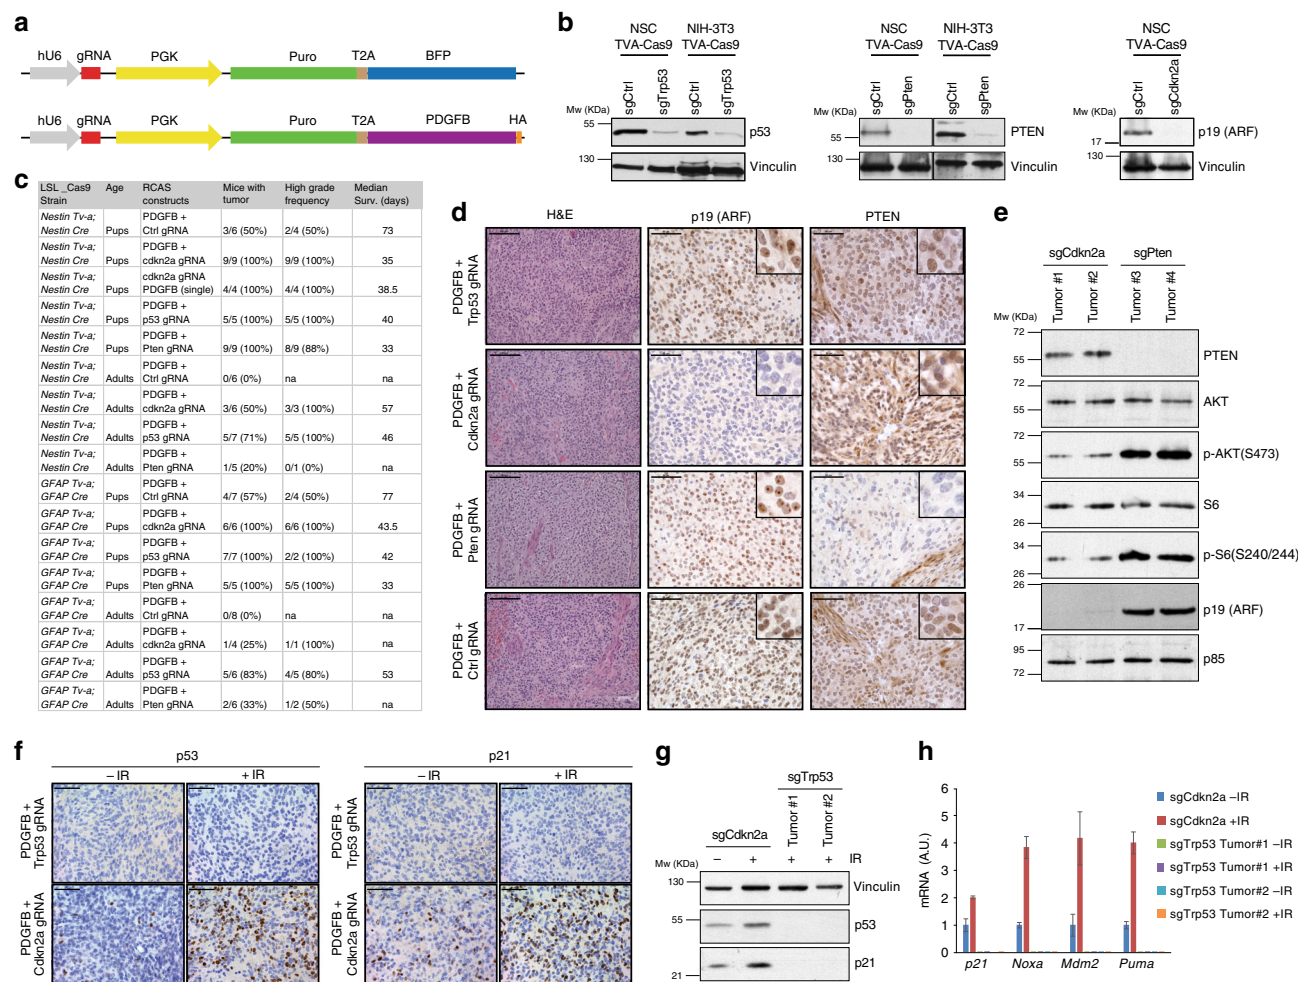 a
hU6 gRNA PGK Puro T2A BFP
hU6 gRNA PGK Puro T2A PDGFB HA
b
NSC TVA-Cas9
NIH-3T3 TVA-Cas9
sgCtrl sgTrp53 sgCtrl sgTrp53
Mw (KDa)
55
p53
130
Vinculin
NSC TVA-Cas9
NIH-3T3 TVA-Cas9
sgCtrl sgPten sgCtrl sgPten
Mw (KDa)
55
PTEN
130
Vinculin
NSC TVA-Cas9
sgCtrl sgCdkn2a
Mw (KDa)
17
p19 (ARF)
130
Vinculin
c
LSL _Cas9 Strain Age RCAS constructs Mice with tumor High grade frequency Median Surv. (days)
Nestin Tv-a; Nestin Cre Pups PDGFB + Ctrl gRNA 3/6 (50%) 2/4 (50%) 73
Nestin Tv-a; Nestin Cre Pups PDGFB + cdkn2a gRNA 9/9 (100%) 9/9 (100%) 35
Nestin Tv-a; Nestin Cre Pups cdkn2a gRNA PDGFB (single) 4/4 (100%) 4/4 (100%) 38.5
Nestin Tv-a; Nestin Cre Pups PDGFB + p53 gRNA 5/5 (100%) 5/5 (100%) 40
Nestin Tv-a; Nestin Cre Pups PDGFB + Pten gRNA 9/9 (100%) 8/9 (88%) 33
Nestin Tv-a; Nestin Cre Adults PDGFB + Ctrl gRNA 0/6 (0%) na na
Nestin Tv-a; Nestin Cre Adults PDGFB + cdkn2a gRNA 3/6 (50%) 3/3 (100%) 57
Nestin Tv-a; Nestin Cre Adults PDGFB + p53 gRNA 5/7 (71%) 5/5 (100%) 46
Nestin Tv-a; Nestin Cre Adults PDGFB + Pten gRNA 1/5 (20%) 0/1 (0%) na
GFAP Tv-a; GFAP Cre Pups PDGFB + Ctrl gRNA 4/7 (57%) 2/4 (50%) 77
GFAP Tv-a; GFAP Cre Pups PDGFB + cdkn2a gRNA 6/6 (100%) 6/6 (100%) 43.5
GFAP Tv-a; GFAP Cre Pups PDGFB + p53 gRNA 7/7 (100%) 2/2 (100%) 42
GFAP Tv-a; GFAP Cre Pups PDGFB + Pten gRNA 5/5 (100%) 5/5 (100%) 33
GFAP Tv-a; GFAP Cre Adults PDGFB + Ctrl gRNA 0/8 (0%) na na
GFAP Tv-a; GFAP Cre Adults PDGFB + cdkn2a gRNA 1/4 (25%) 1/1 (100%) na
GFAP Tv-a; GFAP Cre Adults PDGFB + p53 gRNA 5/6 (83%) 4/5 (80%) 53
GFAP Tv-a; GFAP Cre Adults PDGFB + Pten gRNA 2/6 (33%) 1/2 (50%) na
d
H&E p19 (ARF) PTEN
PDGFB + Trp53 gRNA
PDGFB + Cdkn2a gRNA
PDGFB + Pten gRNA
PDGFB + Ctrl gRNA
e
sgCdkn2a sgPten
Tumor #1 Tumor #2 Tumor #3 Tumor #4
Mw (KDa)
72
55
PTEN
72
55
AKT
72
55
p-AKT(S473)
34
26
S6
34
26
p-S6(S240/244)
26
17
p19 (ARF)
95
72
p85
f
p53 p21
– IR + IR – IR + IR
PDGFB + Trp53 gRNA
PDGFB + Cdkn2a gRNA
PDGFB + Trp53 gRNA
PDGFB + Cdkn2a gRNA
g
sgTrp53
sgCdkn2a Tumor #1 Tumor #2
Mw (KDa) – + + + IR
130
Vinculin
55
p53
21
p21
h
mRNA (A.U.)
6
5
4
3
2
1
0
p21 Noxa Mdm2 Puma
sgCdkn2a –IR
sgCdkn2a +IR
sgTrp53 Tumor#1 –IR
sgTrp53 Tumor#1 +IR
sgTrp53 Tumor#2 –IR
sgTrp53 Tumor#2 +IR